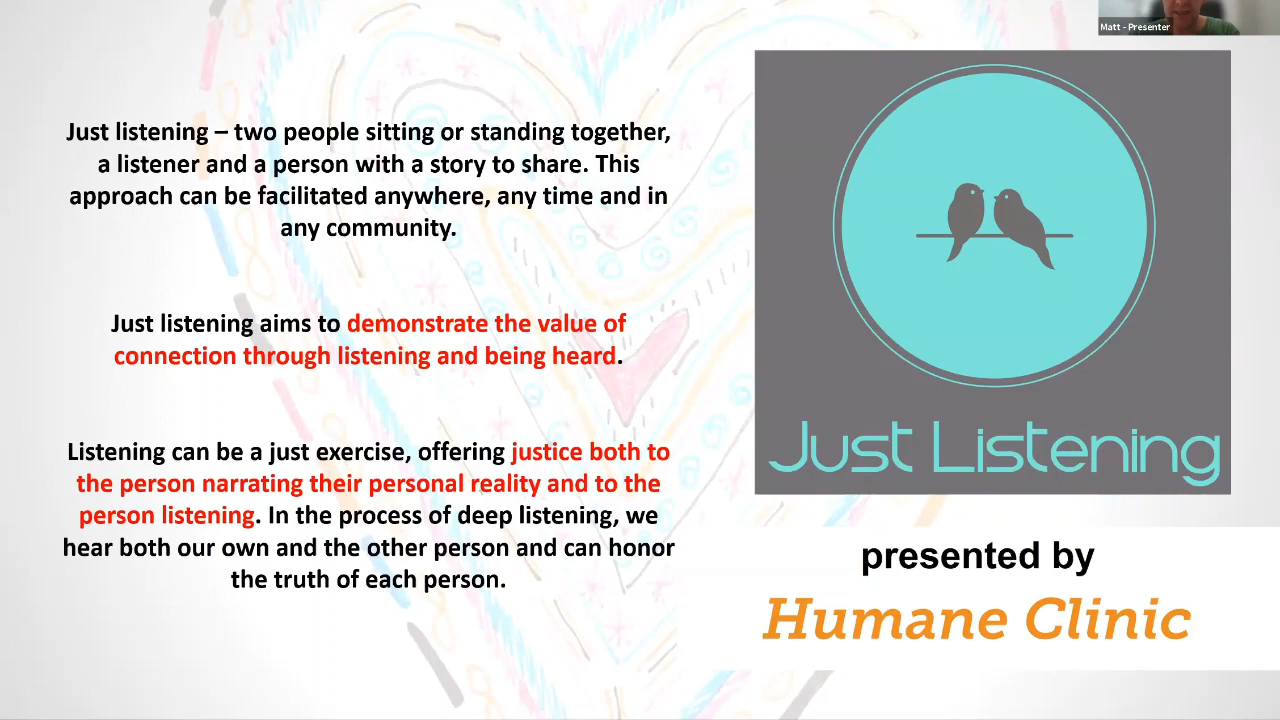 Matt - Presenter
Just listening – two people sitting or standing together,
a listener and a person with a story to share. This
approach can be facilitated anywhere, any time and in
any community.
Just listening aims to demonstrate the value of
connection through listening and being heard.
Listening can be a just exercise, offering justice both to
the person narrating their personal reality and to the
person listening. In the process of deep listening, we
hear both our own and the other person and can honor
the truth of each person.
Just Listening
presented by
Humane Clinic